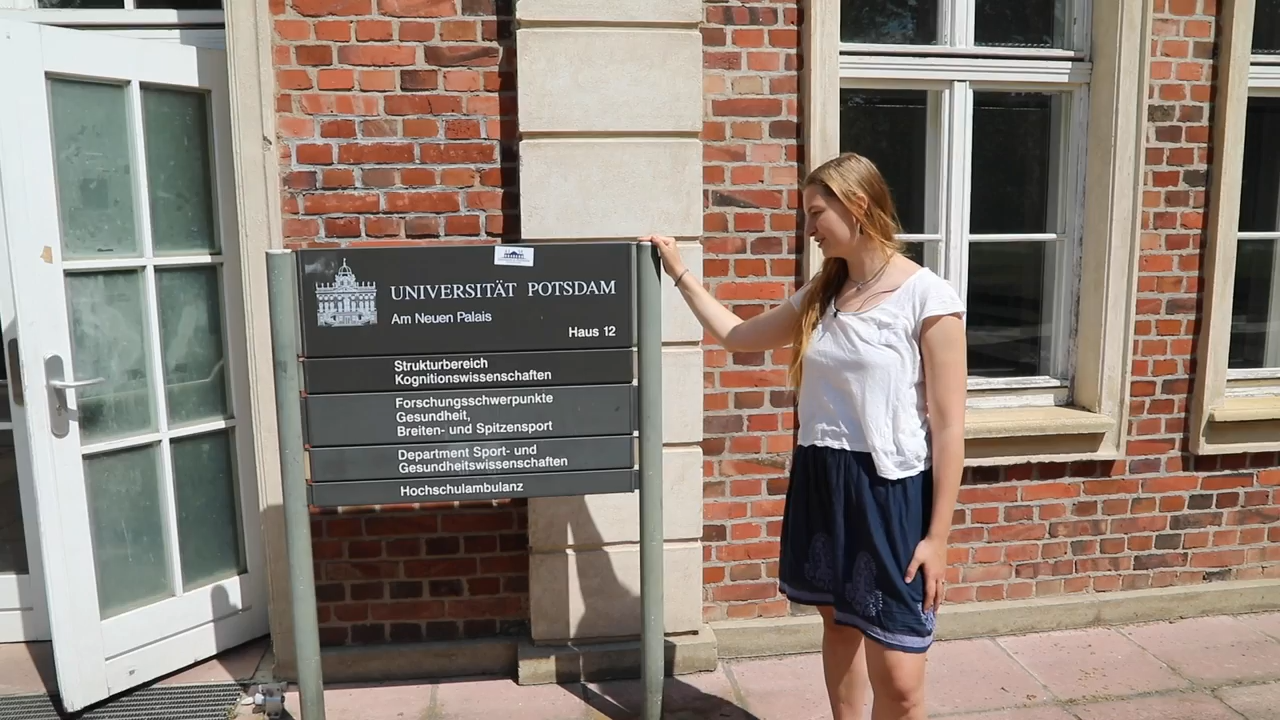 UNIVERSITÄT POTSDAM
Am Neuen Palais
Haus 12
Strukturbereich
Kognitionswissenschaften
Forschungsschwerpunkte
Gesundheit,
Breiten- und Spitzensport
Department Sport- und
Gesundheitswissenschaften
Hochschulambulanz